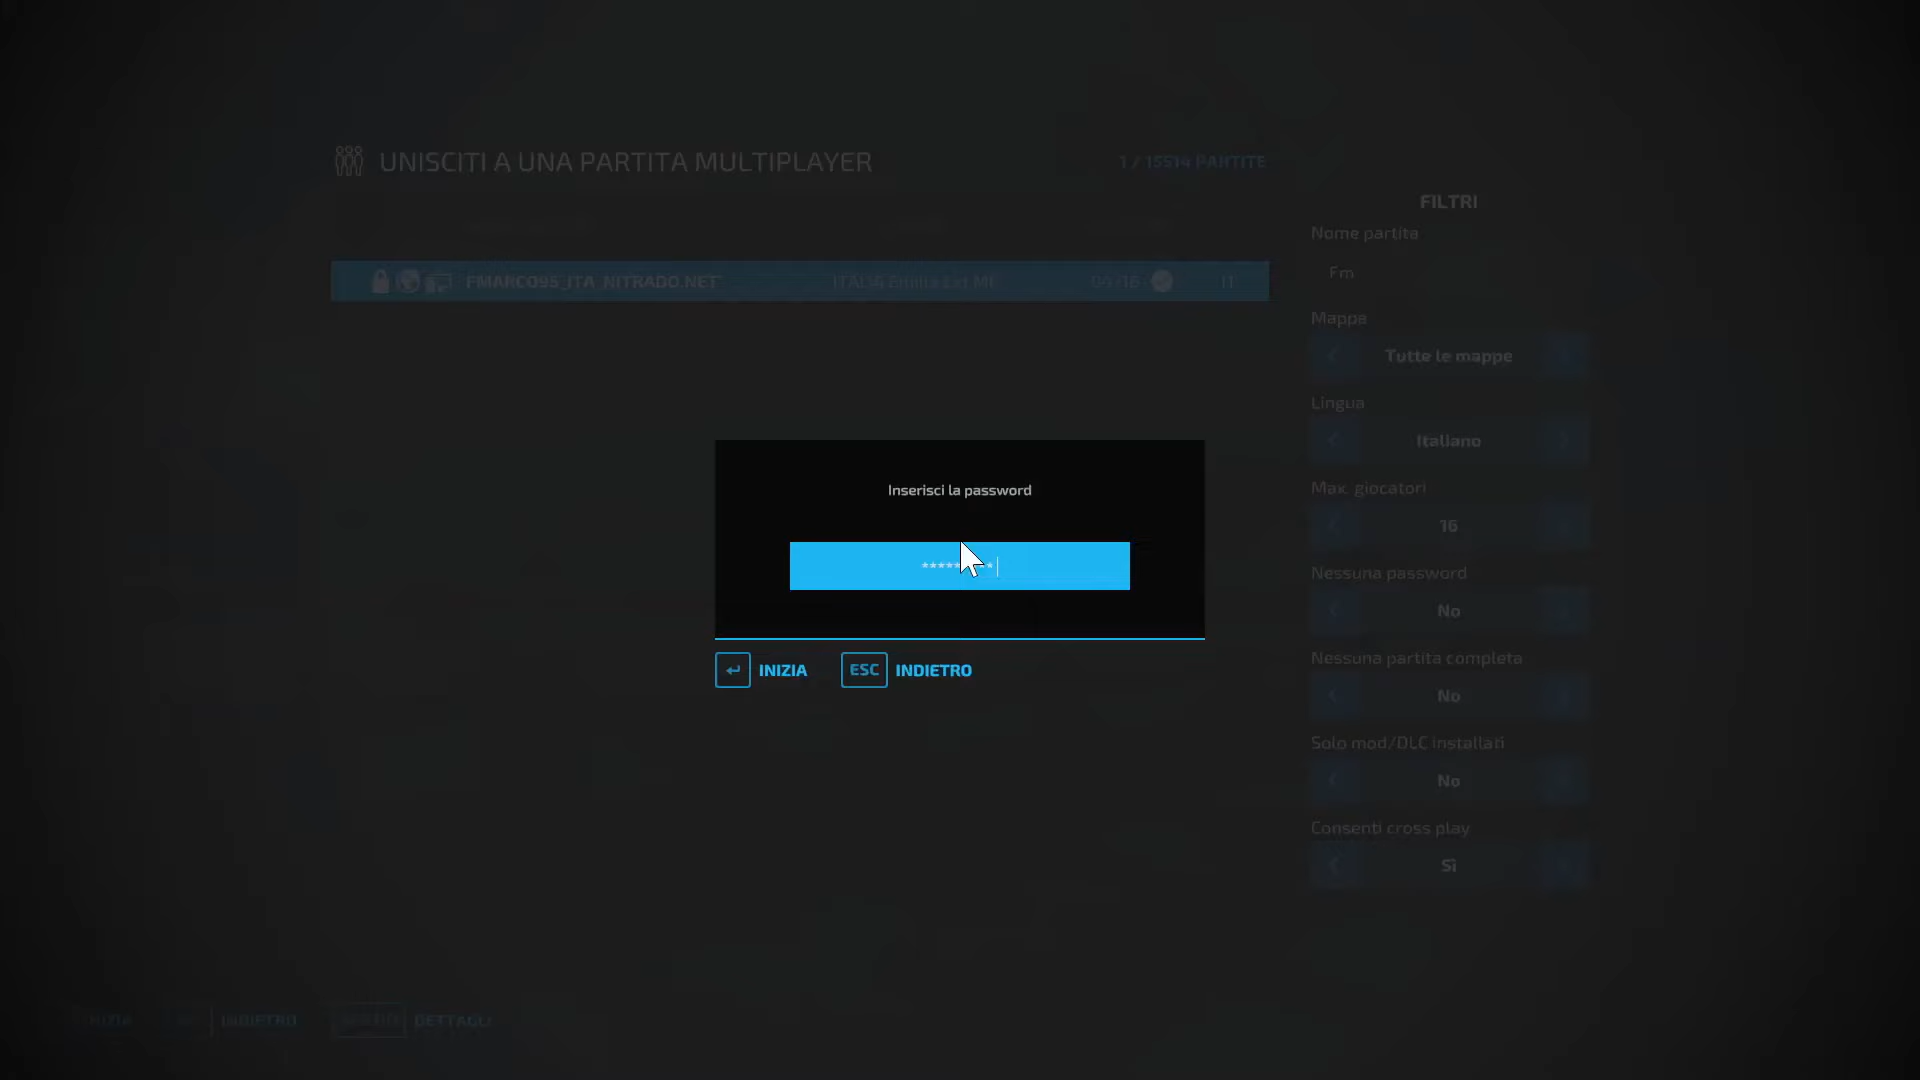 UNISCITI A UNA PARTITA MULTIPLAYER
1 / 15514 PARTITE
FMARCO95_ITA_NITRADO.NET
IT
FILTRI
Nome partita
Fm
Mappa
Tutte le mappe
Lingua
Italiano
Max. giocatori
16
Nessuna password
No
Nessuna partita completa
No
Solo mod/DLC installati
No
Consenti cross play
Sì
Inserisci la password
INIZIA
ESC INDIETRO
INIZIA
INDIETRO
DETTAGLI